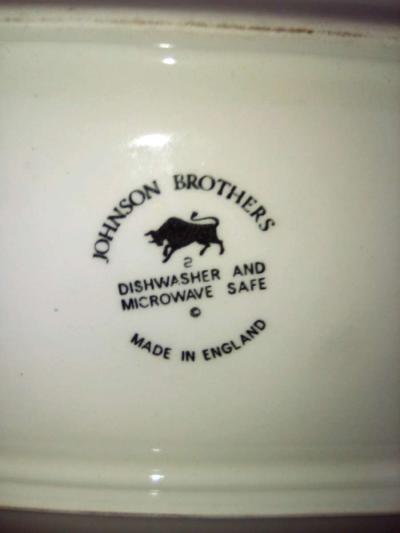 JOHNSON BROTHERS
2
DISHWASHER AND
MICROWAVE SAFE
©
MADE IN ENGLAND